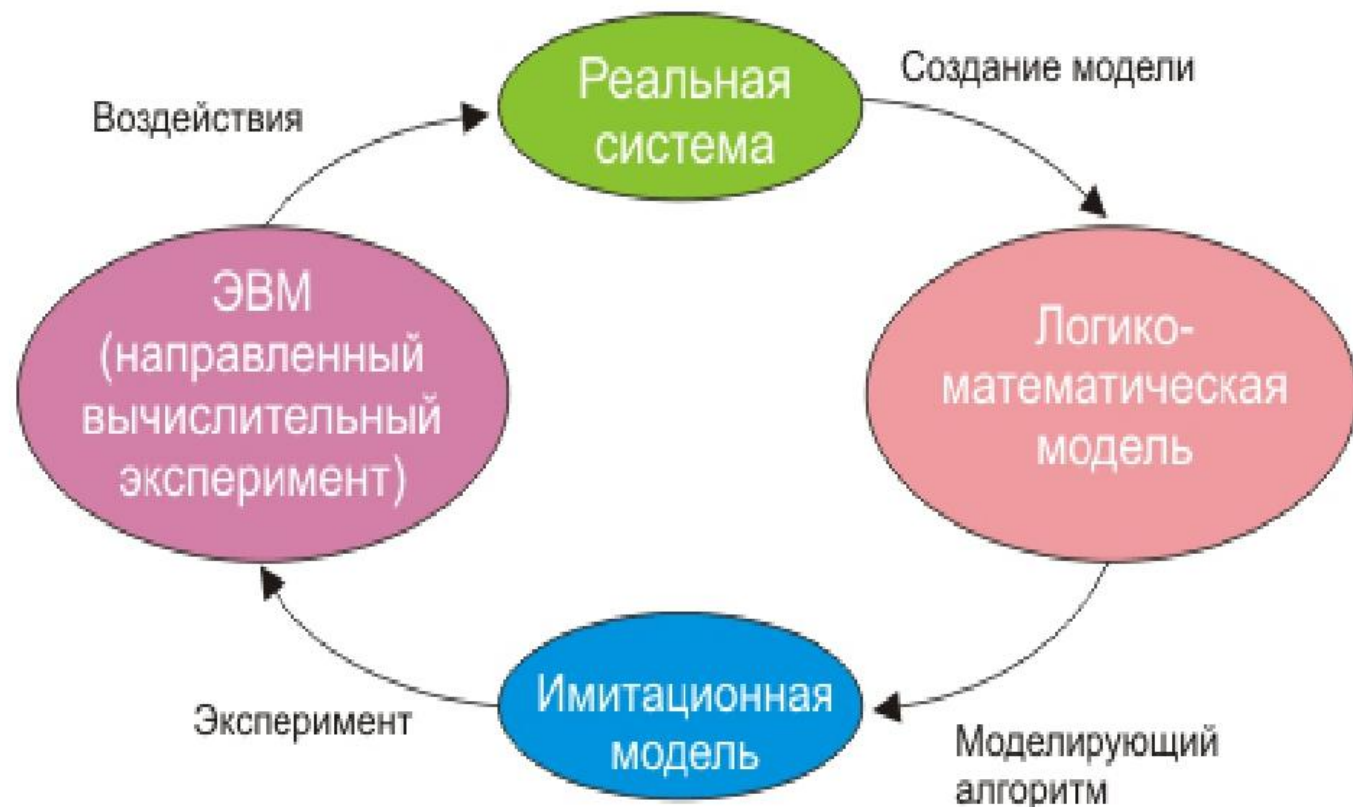 Реальная
система
Создание модели
Воздействия
ЭВМ
(направленный
вычислительный
эксперимент)
Логико-
математическая
модель
Имитационная
модель
Эксперимент
Моделирующий
алгоритм